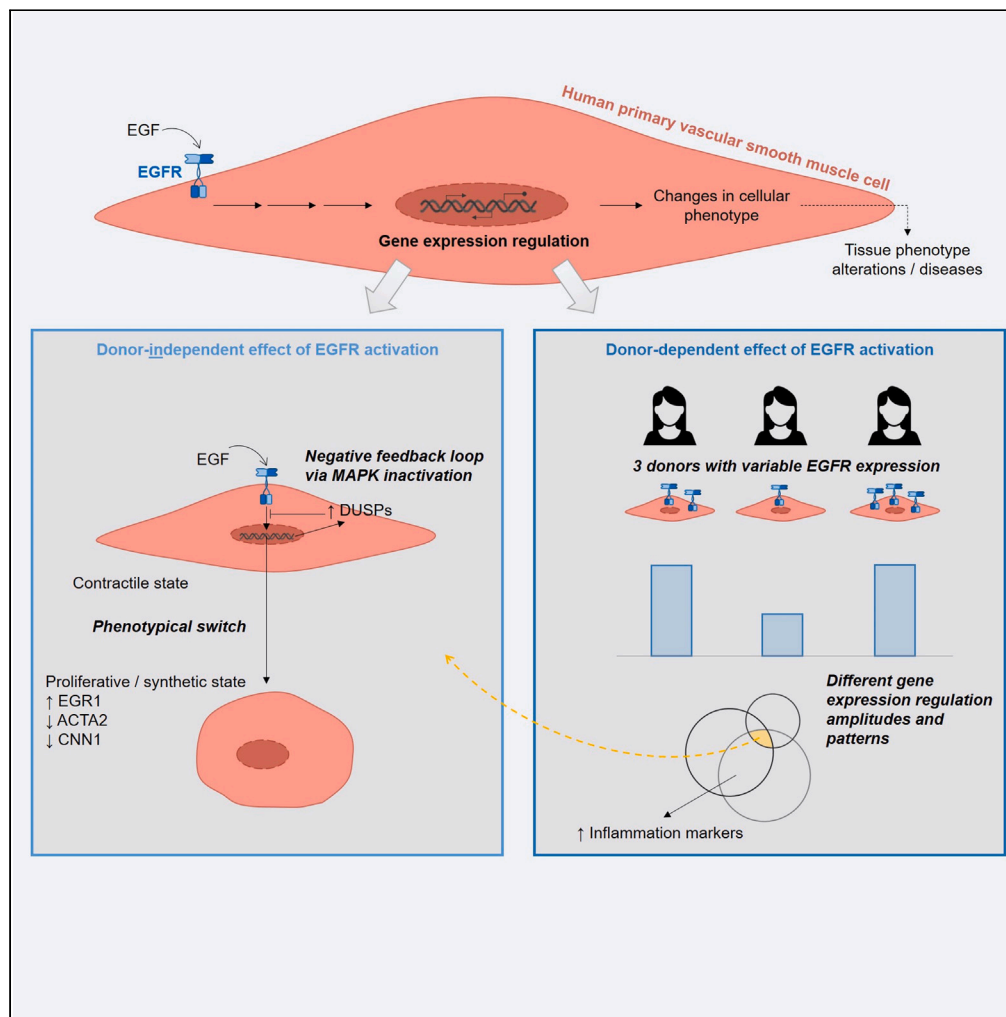 Human primary vascular smooth muscle cell
EGF
EGFR
Gene expression regulation
Changes in cellular
phenotype
Tissue phenotype
alterations / diseases
Donor-independent effect of EGFR activation
EGF
Negative feedback loop
via MAPK inactivation
↑ DUSPs
Contractile state
Phenotypical switch
Proliferative / synthetic state
↑ EGR1
↓ ACTA2
↓ CNN1
Donor-dependent effect of EGFR activation
3 donors with variable EGFR expression
Different gene
expression regulation
amplitudes and
patterns
↑ Inflammation markers